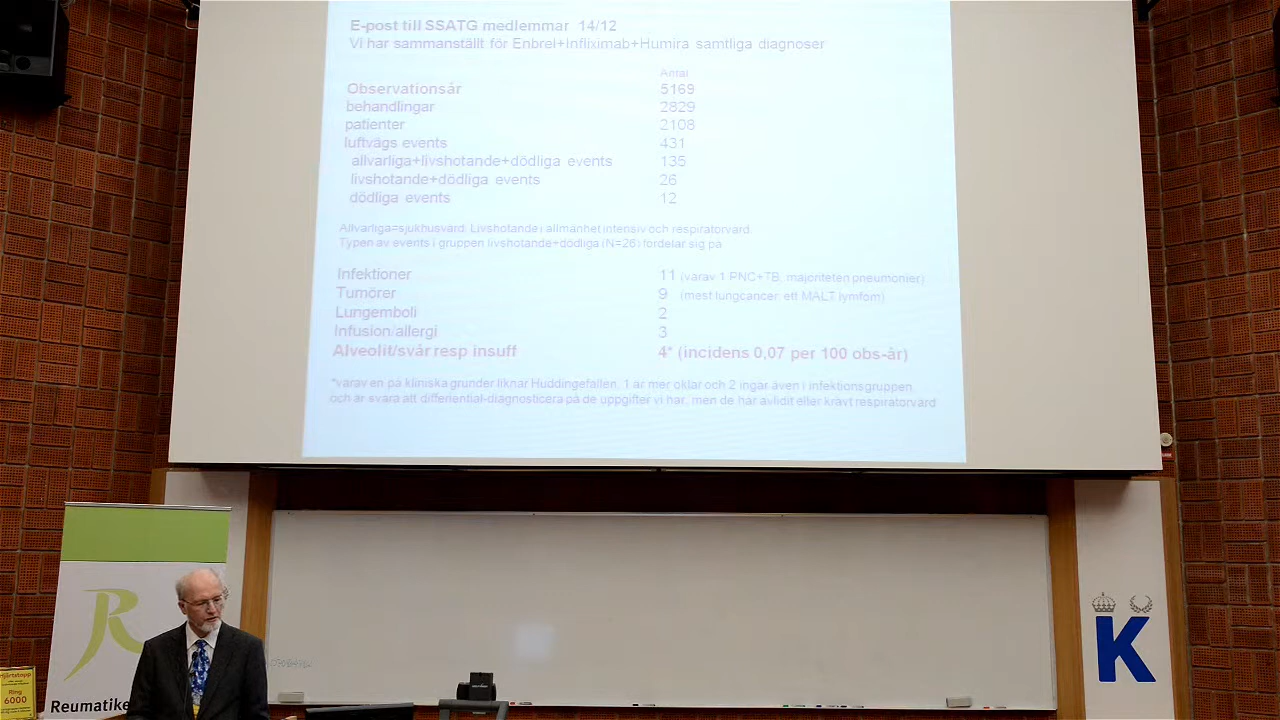 E-post till SSATG medlemmar 14/12
Vi har sammanställt för Enbrel+Infliximab+Humira samtliga diagnoser
Antal
Observationsår 5169
behandlingar 2829
patienter 2108
luftvägs events 431
allvarliga+livshotande+dödliga events 135
livshotande+dödliga events 26
dödliga events 12
Allvarliga=sjukhusvård. Livshotande i allmänhet intensiv och respiratorvård.
Typen av events i gruppen livshotande+dödliga (N=26) fördelar sig på
Infektioner 11 (varav 1 PNC+TB, majoriteten pneumonier)
Tumörer 9 (mest lungcancer, ett MALT lymfom)
Lungemboli 2
Infusion/allergi 3
Alveolit/svår resp insuff 4* (incidens 0,07 per 100 obs-år)
*varav en på kliniska grunder liknar Huddingefallen, 1 är mer oklar och 2 ingår även i infektionsgruppen
och är svåra att differential-diagnosticera på de uppgifter vi har, men de har avlidit eller krävt respiratorvård
R
Reumatike
Hjärtstopp
Ring
6000
K